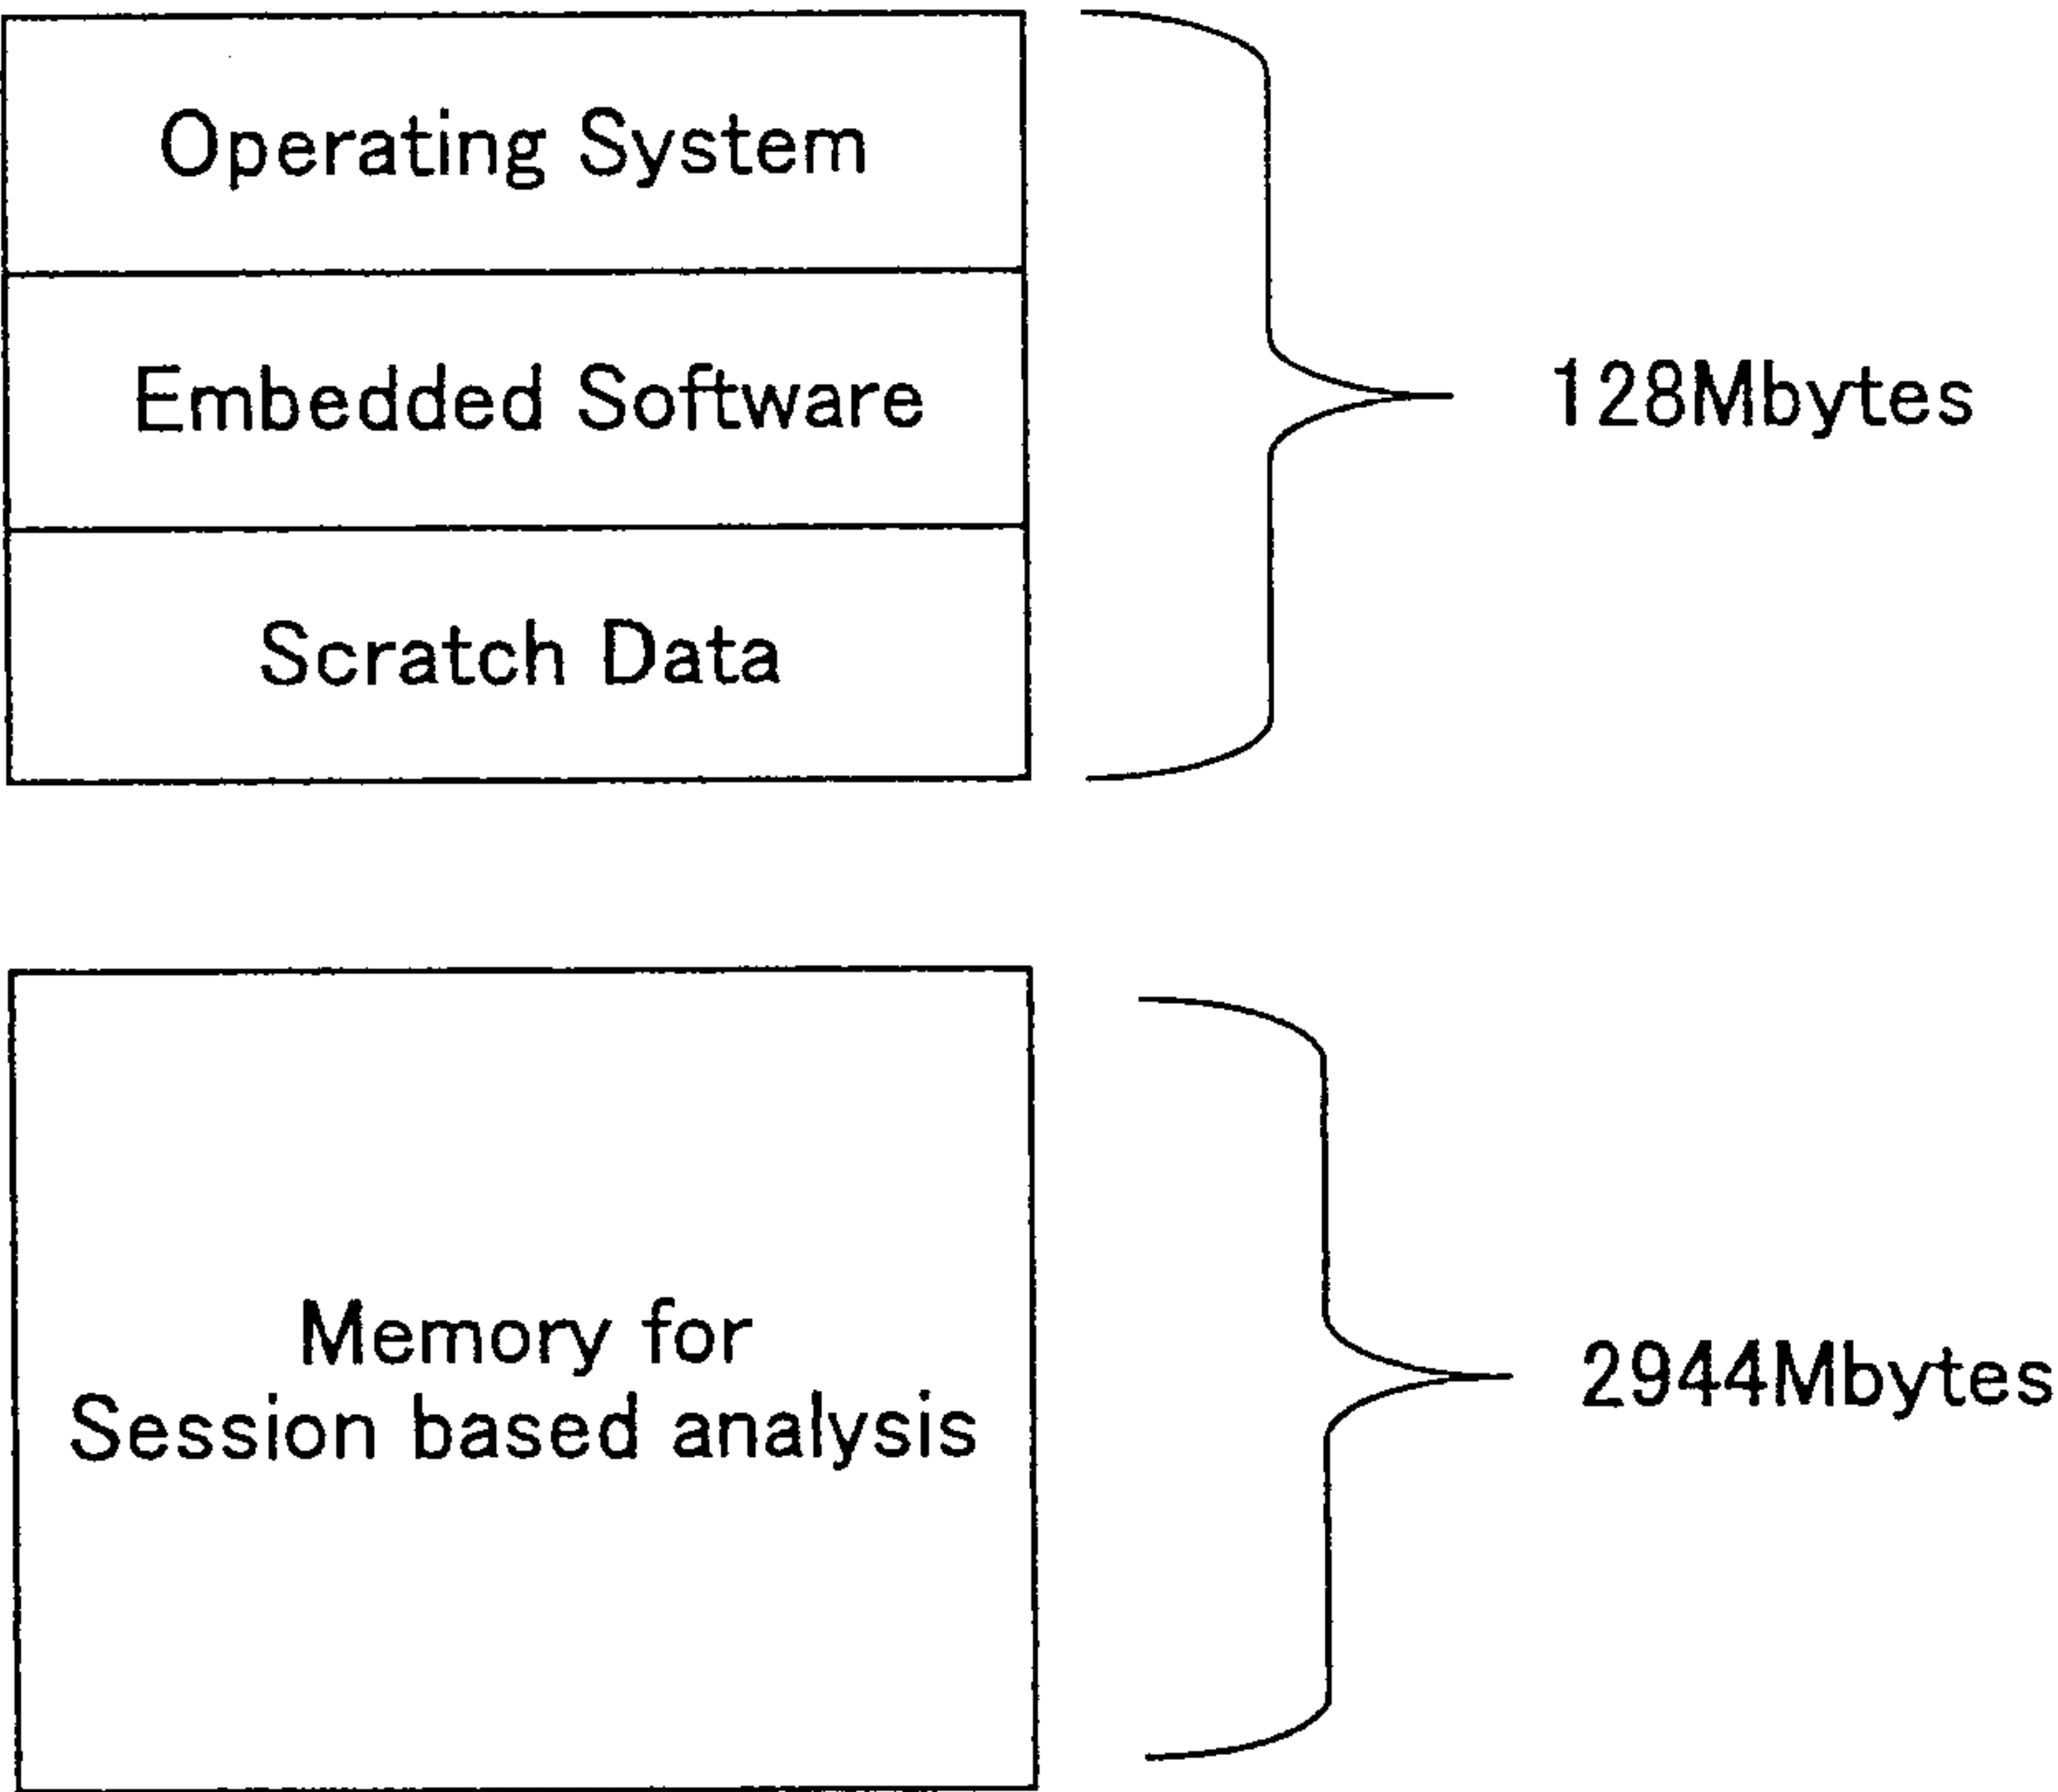 Operating System
Embedded Software
Scratch Data
128Mbytes
Memory for
Session based analysis
2944Mbytes